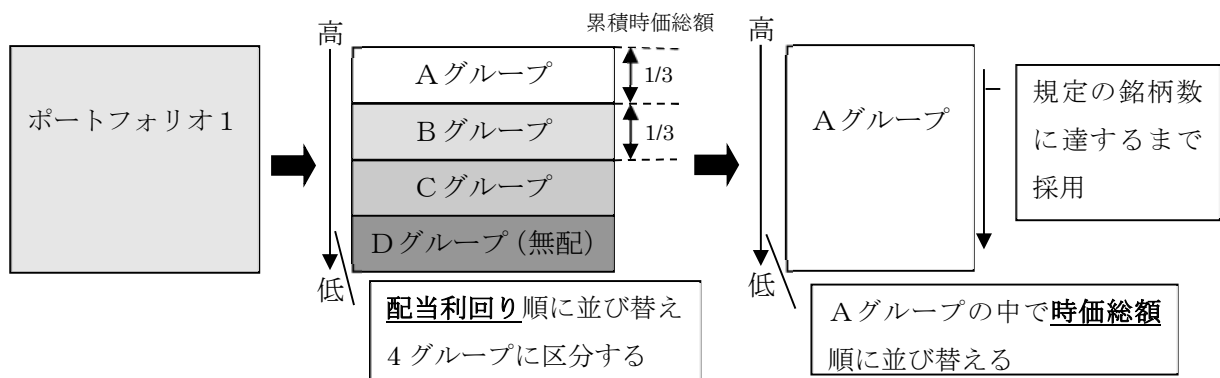 ポートフォリオ1
高
低
累積時価総額
Aグループ
1/3
Bグループ
1/3
Cグループ
Dグループ(無配)
配当利回り順に並び替え
4グループに区分する
高
低
Aグループ
規定の銘柄数
に達するまで
採用
Aグループの中で時価総額
順に並び替える